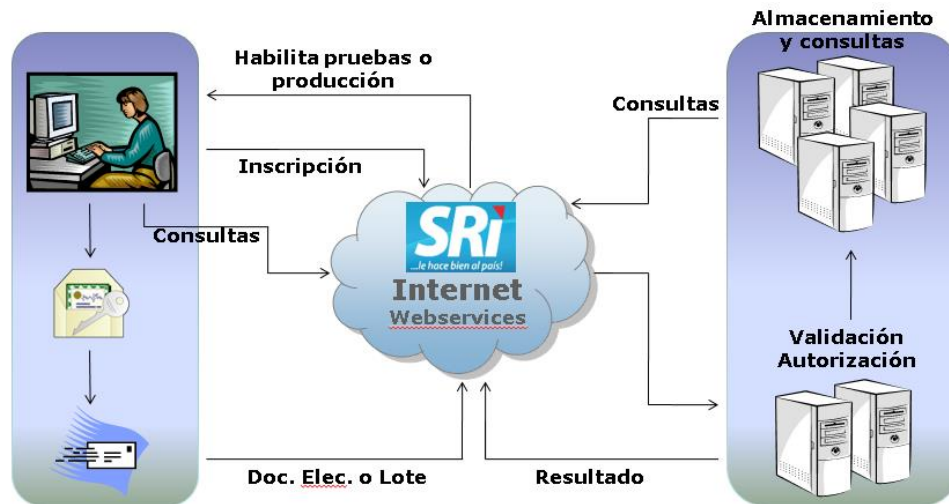 Almacenamiento
y consultas
Habilita pruebas o
producción
Consultas
Inscripción
Consultas
SRi
...le hace bien al país!
Internet
Webservices
Validación
Autorización
Doc. Elec. o Lote
Resultado